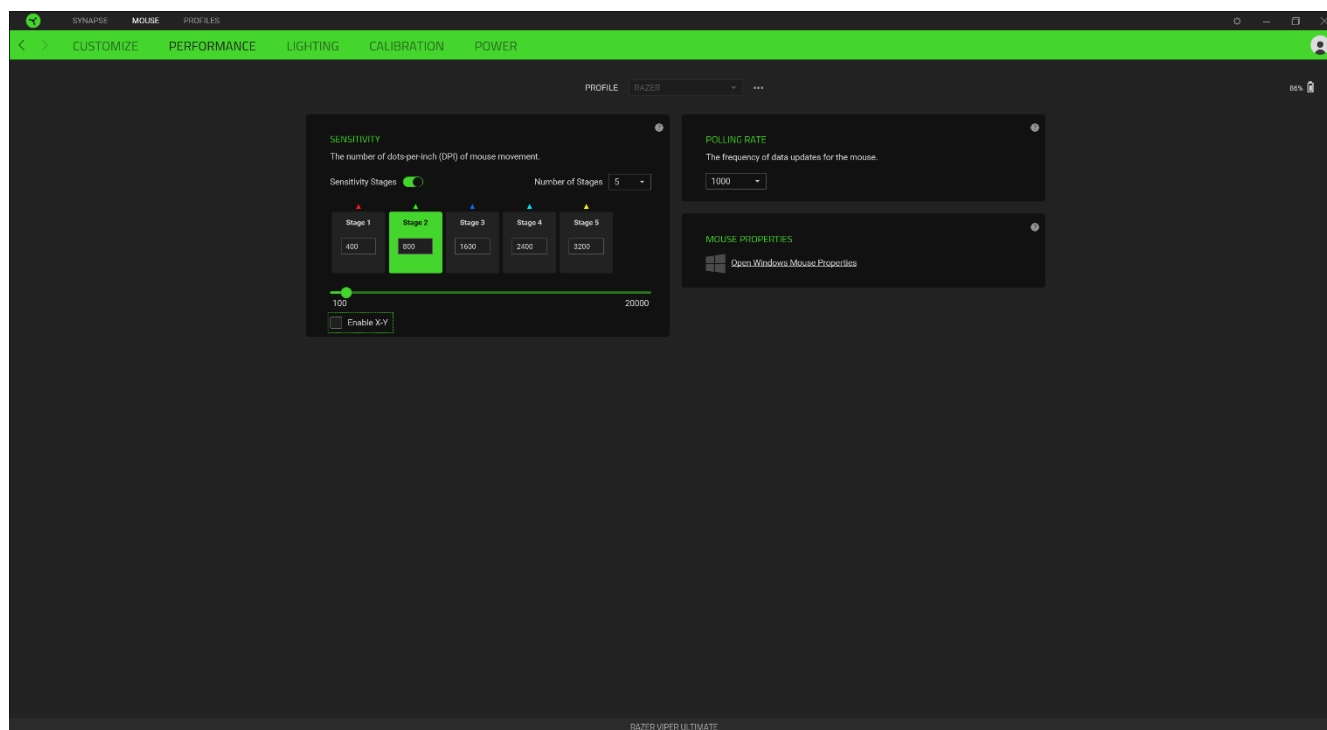 SYNAPSE MOUSE PROFILES
CUSTOMIZE PERFORMANCE LIGHTING CALIBRATION POWER
PROFILE RAZER
86%
SENSITIVITY
The number of dots-per-inch (DPI) of mouse movement.
Sensitivity Stages Number of Stages 5
Stage 1 Stage 2 Stage 3 Stage 4 Stage 5
400 800 1600 2400 3200
100 20000
Enable X-Y
POLLING RATE
The frequency of data updates for the mouse.
1000
MOUSE PROPERTIES
Open Windows Mouse Properties
RAZER VIPER ULTIMATE